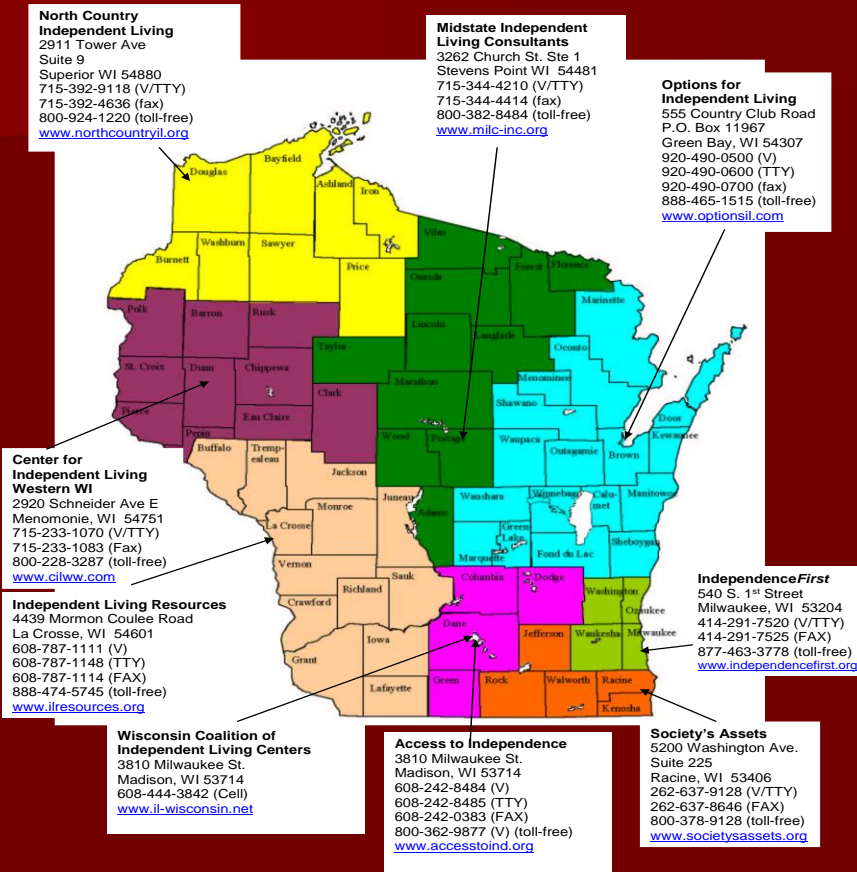 North Country
Independent Living
2911 Tower Ave
Suite 9
Superior WI 54880
715-392-9118 (V/TTY)
715-392-4636 (fax)
800-924-1220 (toll-free)
www.northcountryil.org
Midstate Independent
Living Consultants
3262 Church St. Ste 1
Stevens Point WI 54481
715-344-4210 (V/TTY)
715-344-4414 (fax)
800-382-8484 (toll-free)
www.milc-inc.org
Options for
Independent Living
555 Country Club Road
P.O. Box 11967
Green Bay, WI 54307
920-490-0500 (V)
920-490-0600 (TTY)
920-490-0700 (fax)
888-465-1515 (toll-free)
www.optionsil.com
Douglas
Bayfield
Ashland
Iron
Vilas
Burnett
Washburn
Sawyer
Price
Oneida
Forest
Florence
Marinette
Polk
Barron
Rusk
Lincoln
Langlade
Taylor
Oconto
St. Croix
Dunn
Chippewa
Menominee
Marathon
Clark
Shawano
Pierce
Eau Claire
Door
Pepin
Wood
Portage
Waupaca
Kewaunee
Buffalo
Tremp-
ealeau
Outagamie
Brown
Jackson
Juneau
Adams
Waushara
Winnebago
Calu-
met
Manitowoc
Monroe
La Crosse
Green
Lake
Marquette
Fond du Lac
Sheboygan
Vernon
Sauk
Columbia
Dodge
Washington
Ozaukee
Richland
Crawford
Dane
Jefferson
Waukesha
Milwaukee
Iowa
Grant
Lafayette
Green
Rock
Walworth
Racine
Kenosha
Center for
Independent Living
Western WI
2920 Schneider Ave E
Menomonie, WI 54751
715-233-1070 (V/TTY)
715-233-1083 (Fax)
800-228-3287 (toll-free)
www.cilww.com
Independent Living Resources
4439 Mormon Coulee Road
La Crosse, WI 54601
608-787-1111 (V)
608-787-1148 (TTY)
608-787-1114 (FAX)
888-474-5745 (toll-free)
www.ilresources.org
IndependenceFirst
540 S. 1st Street
Milwaukee, WI 53204
414-291-7520 (V/TTY)
414-291-7525 (FAX)
877-463-3778 (toll-free)
www.independencefirst.org
Wisconsin Coalition of
Independent Living Centers
3810 Milwaukee St.
Madison, WI 53714
608-444-3842 (Cell)
www.il-wisconsin.net
Access to Independence
3810 Milwaukee St.
Madison, WI 53714
608-242-8484 (V)
608-242-8485 (TTY)
608-242-0383 (FAX)
800-362-9877 (V) (toll-free)
www.accesstoind.org
Society's Assets
5200 Washington Ave.
Suite 225
Racine, WI 53406
262-637-9128 (V/TTY)
262-637-8646 (FAX)
800-378-9128 (toll-free)
www.societysassets.org